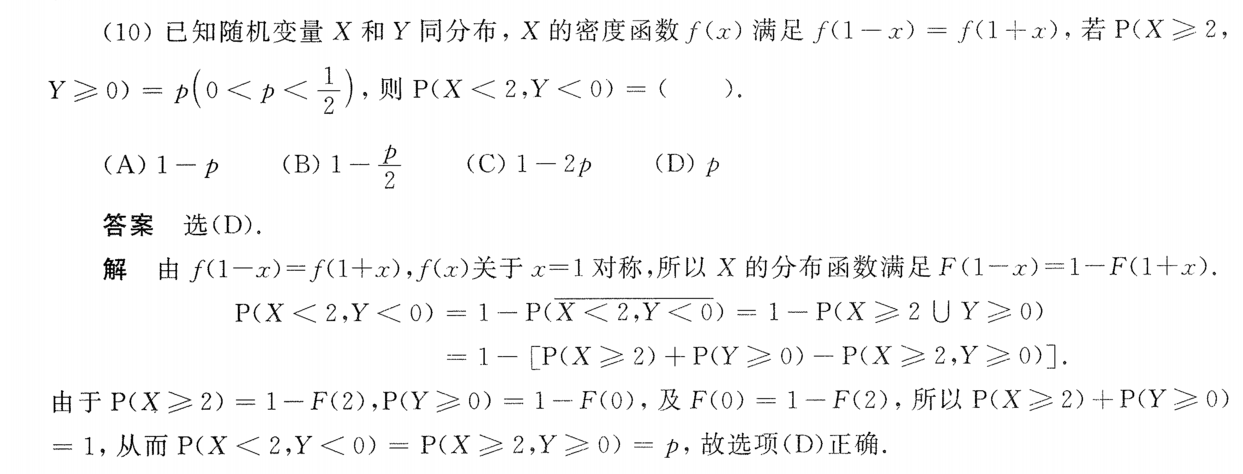 (10) 已知随机变量 X 和 Y 同分布, X 的密度函数 f(x) 满足 f(1−x) = f(1+x), 若 P(X ⩾ 2,
Y ⩾ 0) = p(0 < p < 1/2), 则 P(X < 2,Y < 0) = (  ).
(A) 1 − p (B) 1 − p/2 (C) 1 − 2p (D) p
答案 选(D).
解 由 f(1−x)=f(1+x),f(x)关于 x=1 对称,所以 X 的分布函数满足 F(1−x)=1−F(1+x).
P(X < 2,Y < 0) = 1 − P(\overline{X < 2,Y < 0}) = 1 − P(X ⩾ 2 ⋃ Y ⩾ 0)
= 1 − [P(X ⩾ 2) + P(Y ⩾ 0) − P(X ⩾ 2,Y ⩾ 0)].
由于 P(X ⩾ 2) = 1−F(2),P(Y ⩾ 0) = 1−F(0), 及 F(0) = 1−F(2), 所以 P(X ⩾ 2)+P(Y ⩾ 0)
= 1, 从而 P(X < 2,Y < 0) = P(X ⩾ 2,Y ⩾ 0) = p, 故选项(D)正确.